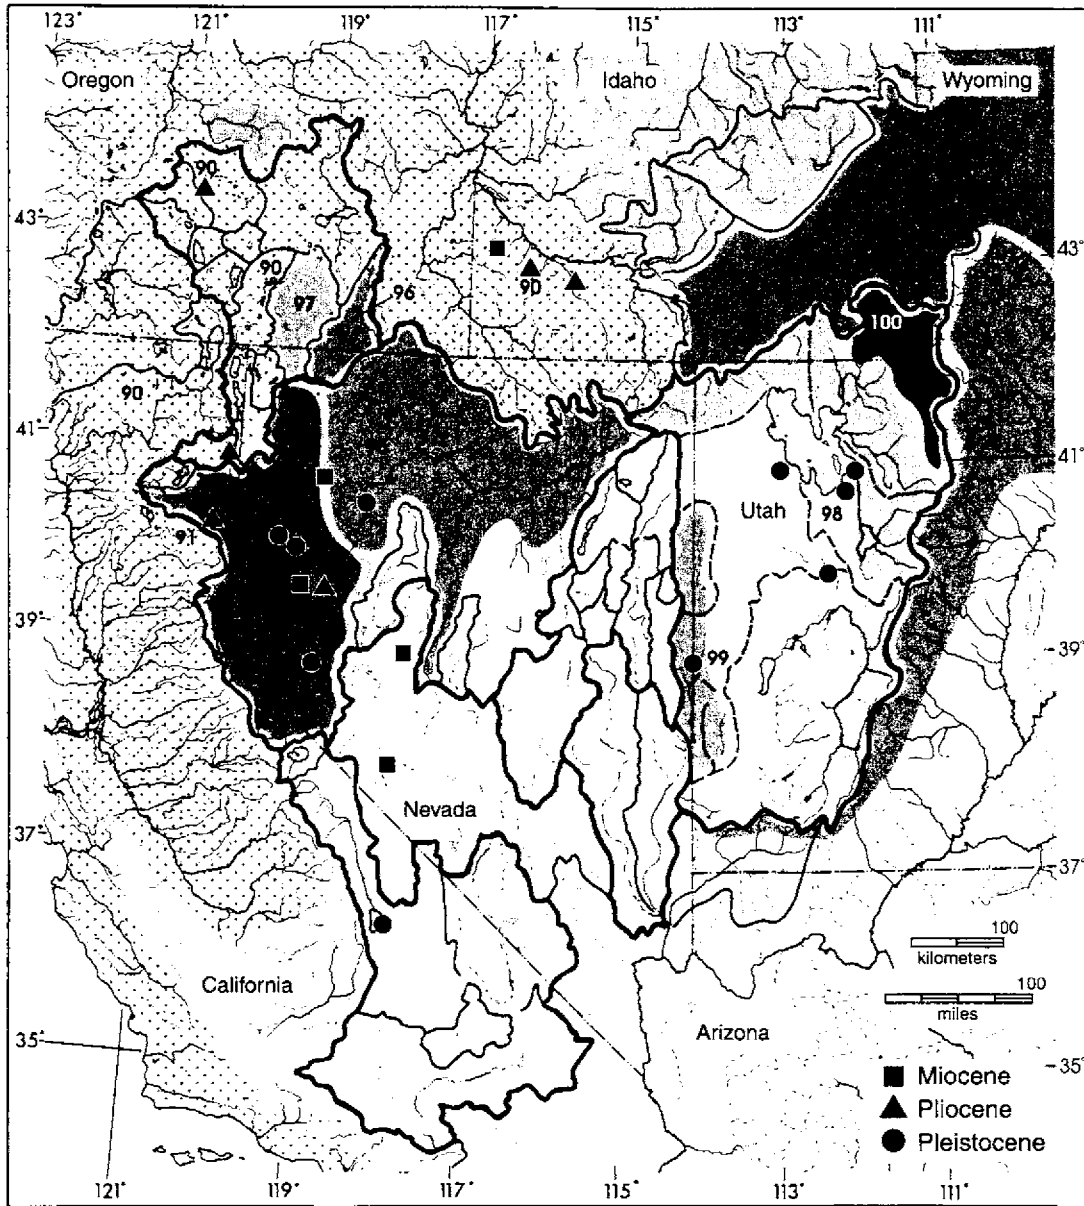 123° 121° 119° 117° 115° 113° 111°
Oregon Idaho Wyoming
90
43° 43°
90 97 96 90
100
90
41° 41°
Utah
98
91
39° 39°
99
Nevada
37° 37°
100
kilometers
California
100
miles
Arizona
35° 35°
Miocene
Pliocene
Pleistocene
121° 119° 117° 115° 113° 111°